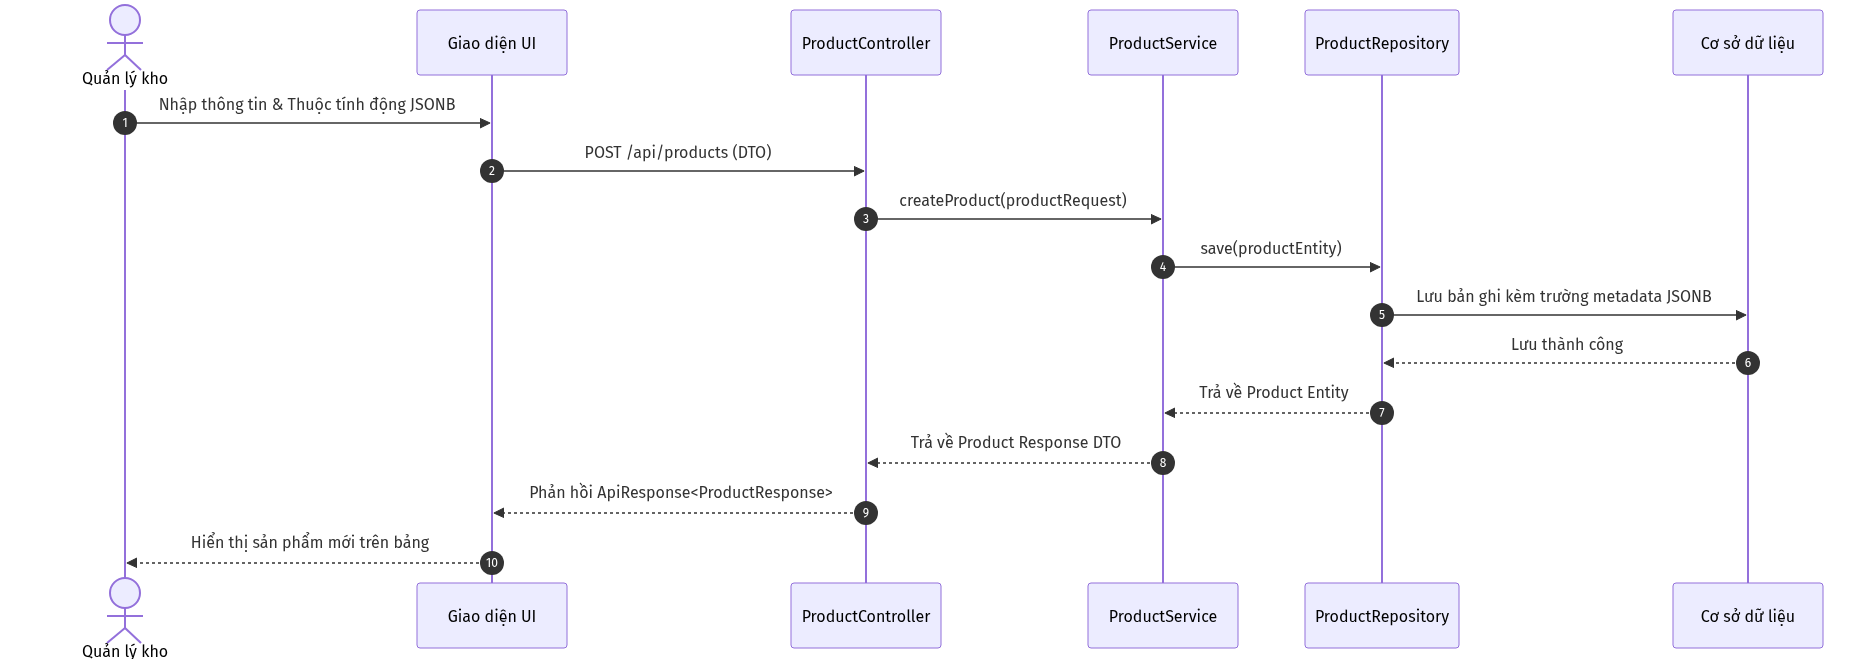 Quản lý kho
Giao diện UI
ProductController
ProductService
ProductRepository
Cơ sở dữ liệu
Nhập thông tin & Thuộc tính động JSONB
1
POST /api/products (DTO)
2
createProduct(productRequest)
3
save(productEntity)
4
Lưu bản ghi kèm trường metadata JSONB
5
Lưu thành công
6
Trả về Product Entity
7
Trả về Product Response DTO
8
Phản hồi ApiResponse<ProductResponse>
9
Hiển thị sản phẩm mới trên bảng
10
Quản lý kho
Giao diện UI
ProductController
ProductService
ProductRepository
Cơ sở dữ liệu